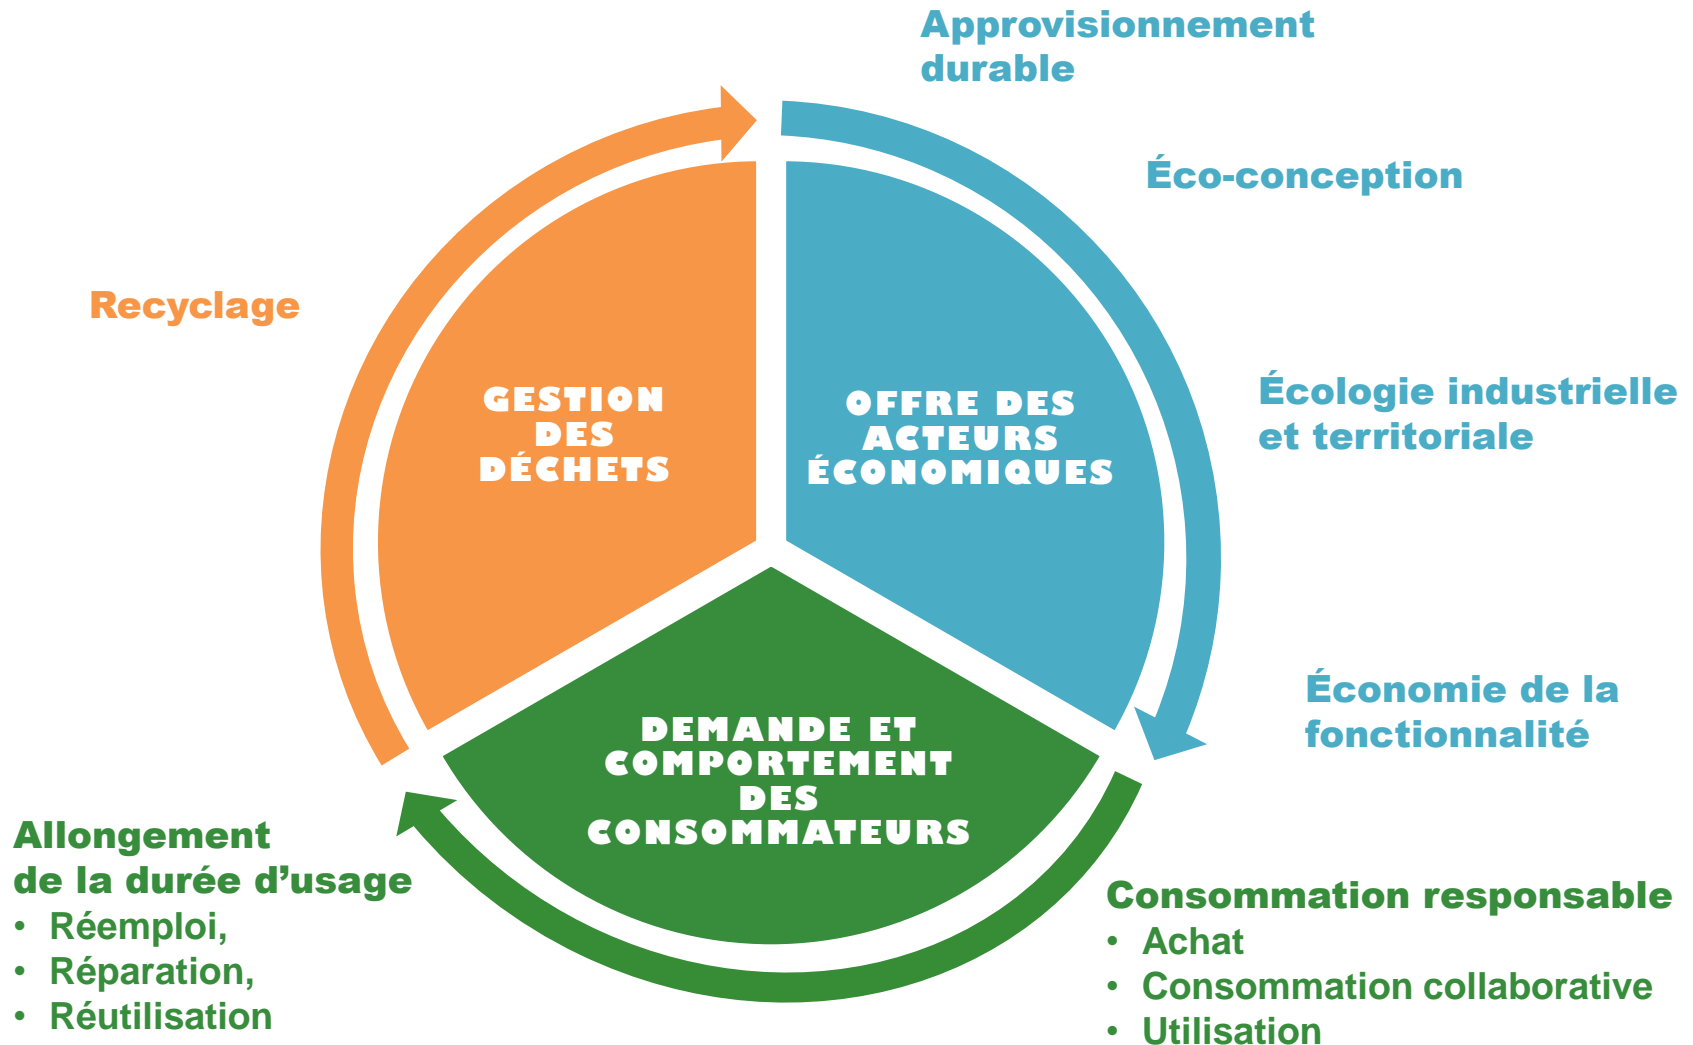 Approvisionnement
durable
Éco-conception
Écologie industrielle
et territoriale
Économie de la
fonctionnalité
OFFRE DES
ACTEURS
ÉCONOMIQUES
Recyclage
GESTION
DES
DÉCHETS
DEMANDE ET
COMPORTEMENT
DES
CONSOMMATEURS
Consommation responsable
• Achat
• Consommation collaborative
• Utilisation
Allongement
de la durée d’usage
• Réemploi,
• Réparation,
• Réutilisation